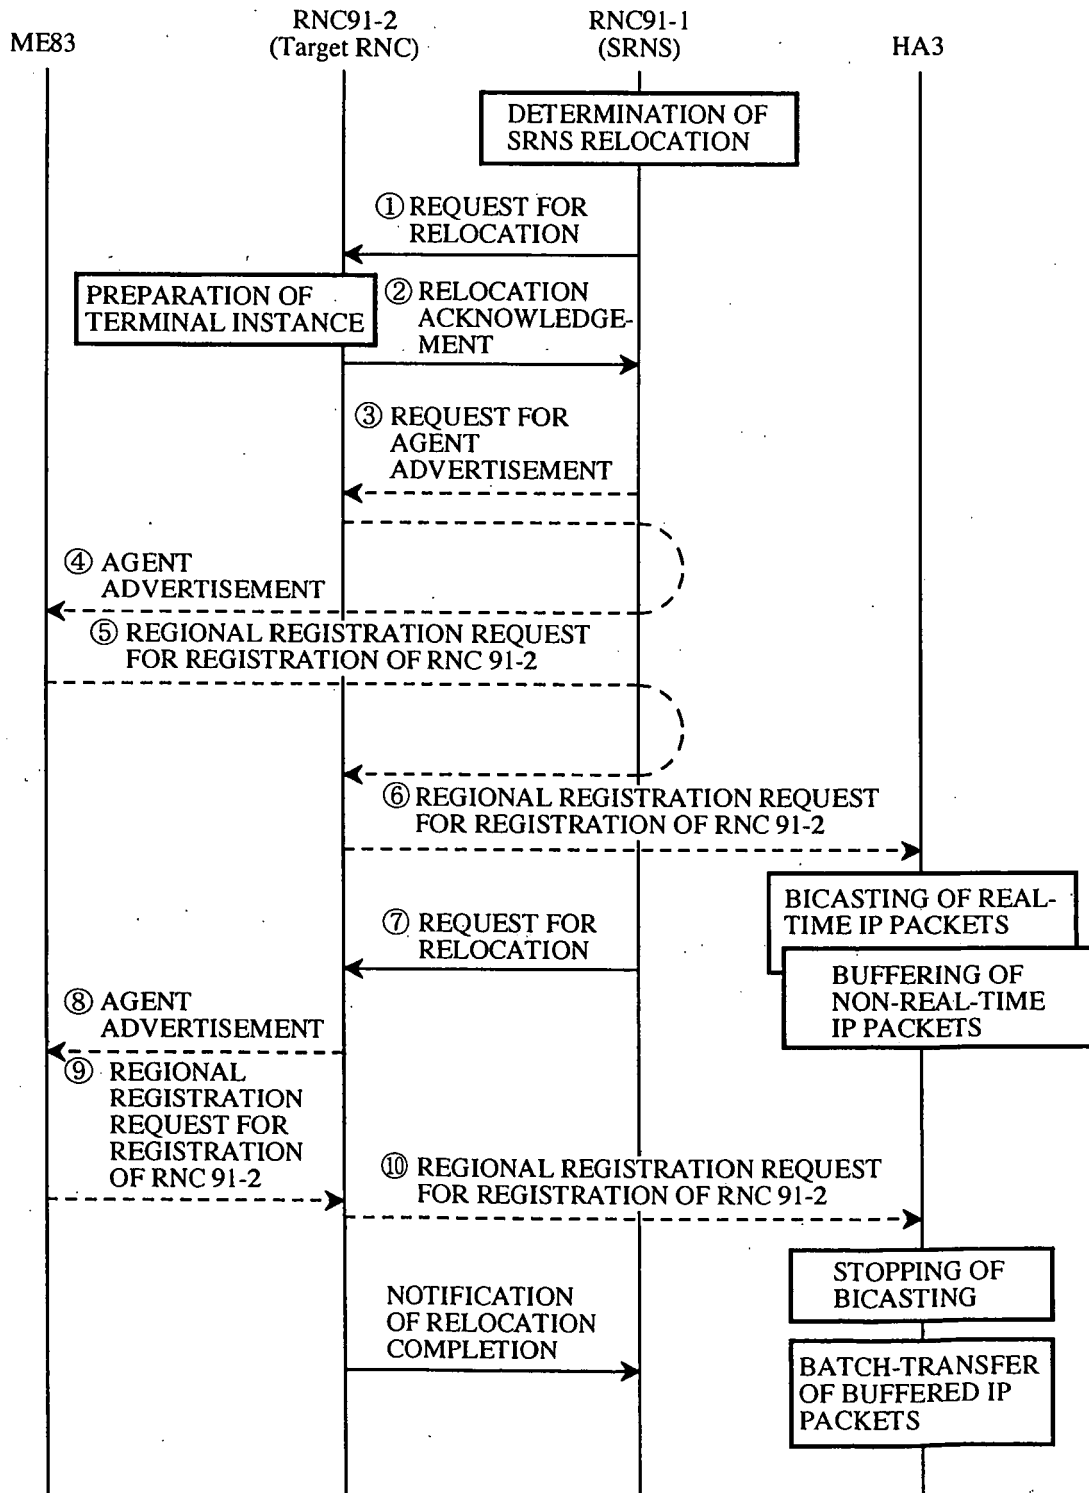 ME83
RNC91-2
(Target RNC)
RNC91-1
(SRNS)
HA3
DETERMINATION OF
SRNS RELOCATION
① REQUEST FOR
RELOCATION
PREPARATION OF
TERMINAL INSTANCE
② RELOCATION
ACKNOWLEDGE-
MENT
③ REQUEST FOR
AGENT
ADVERTISEMENT
④ AGENT
ADVERTISEMENT
⑤ REGIONAL REGISTRATION REQUEST
FOR REGISTRATION OF RNC 91-2
⑥ REGIONAL REGISTRATION REQUEST
FOR REGISTRATION OF RNC 91-2
BICASTING OF REAL-
TIME IP PACKETS
⑦ REQUEST FOR
RELOCATION
BUFFERING OF
NON-REAL-TIME
IP PACKETS
⑧ AGENT
ADVERTISEMENT
⑨ REGIONAL
REGISTRATION
REQUEST FOR
REGISTRATION
OF RNC 91-2
⑩ REGIONAL REGISTRATION REQUEST
FOR REGISTRATION OF RNC 91-2
STOPPING OF
BICASTING
NOTIFICATION
OF RELOCATION
COMPLETION
BATCH-TRANSFER
OF BUFFERED IP
PACKETS